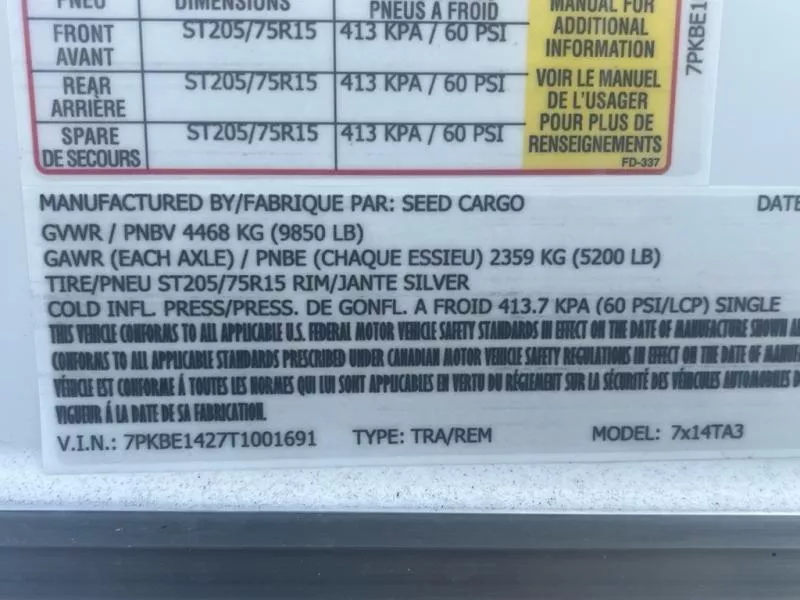 PNEU DIMENSIONS PNEUS A FROID
FRONT AVANT ST205/75R15 413 KPA / 60 PSI
REAR ARRIÈRE ST205/75R15 413 KPA / 60 PSI
SPARE DE SECOURS ST205/75R15 413 KPA / 60 PSI
MANUAL FOR
ADDITIONAL
INFORMATION
VOIR LE MANUEL
DE L'USAGER
POUR PLUS DE
RENSEIGNEMENTS
FD-337
7PKBE1
MANUFACTURED BY/FABRIQUE PAR: SEED CARGO DATE
GVWR / PNBV 4468 KG (9850 LB)
GAWR (EACH AXLE) / PNBE (CHAQUE ESSIEU) 2359 KG (5200 LB)
TIRE/PNEU ST205/75R15 RIM/JANTE SILVER
COLD INFL. PRESS/PRESS. DE GONFL. A FROID 413.7 KPA (60 PSI/LCP) SINGLE
THIS VEHICLE CONFORMS TO ALL APPLICABLE U.S. FEDERAL MOTOR VEHICLE SAFETY STANDARDS IN EFFECT ON THE DATE OF MANUFACTURE SHOWN
CONFORMS TO ALL APPLICABLE STANDARDS PRESCRIBED UNDER CANADIAN MOTOR VEHICLE SAFETY REGULATIONS IN EFFECT ON THE DATE OF
VÉHICLE EST CONFORME À TOUTES LES NORMES QUI LUI SONT APPLICABLES EN VERTU DU RÉGLEMENT SUR LA SÉCURITÉ DES VÉHICULES AUTOMOBILES
VIGUEUR À LA DATE DE SA FABRICATION.
V.I.N.: 7PKBE1427T1001691 TYPE: TRA/REM MODEL: 7x14TA3